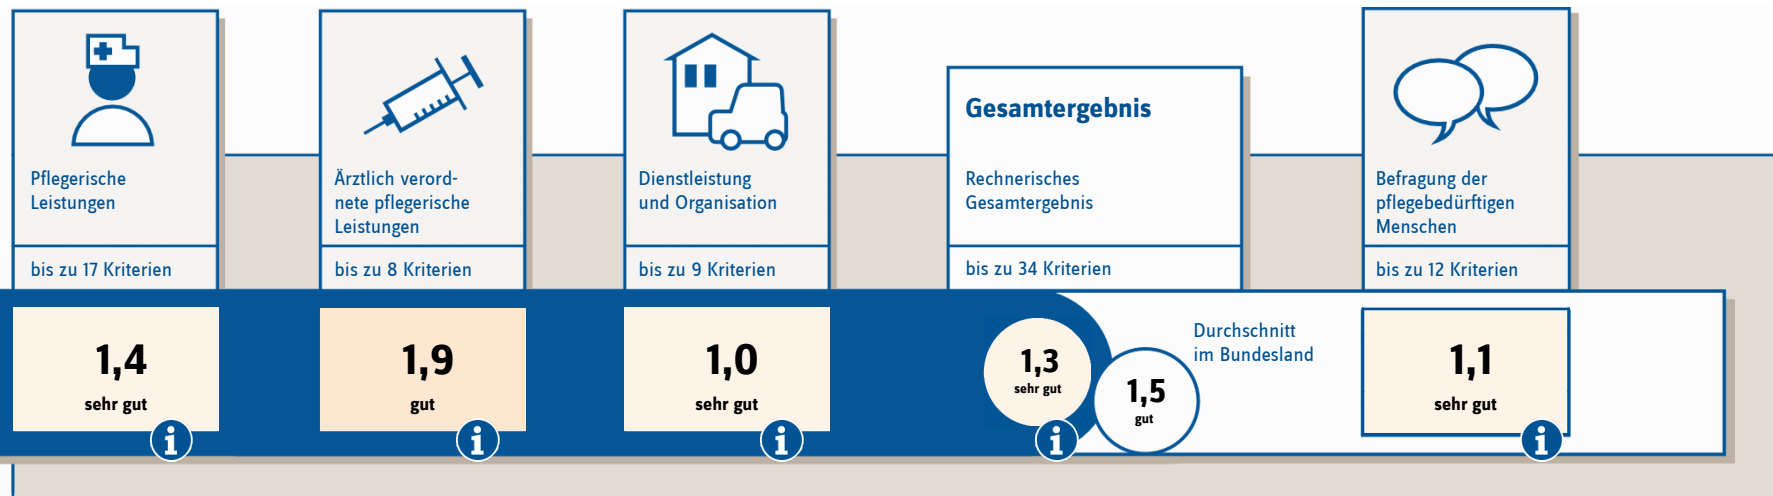 Pflegerische
Leistungen
bis zu 17 Kriterien
1,4
sehr gut
i
Ärztlich verord-
nete pflegerische
Leistungen
bis zu 8 Kriterien
1,9
gut
i
Dienstleistung
und Organisation
bis zu 9 Kriterien
1,0
sehr gut
i
Gesamtergebnis
Rechnerisches
Gesamtergebnis
bis zu 34 Kriterien
1,3
sehr gut
i
1,5
gut
Durchschnitt
im Bundesland
Befragung der
pflegebedürftigen
Menschen
bis zu 12 Kriterien
1,1
sehr gut
i